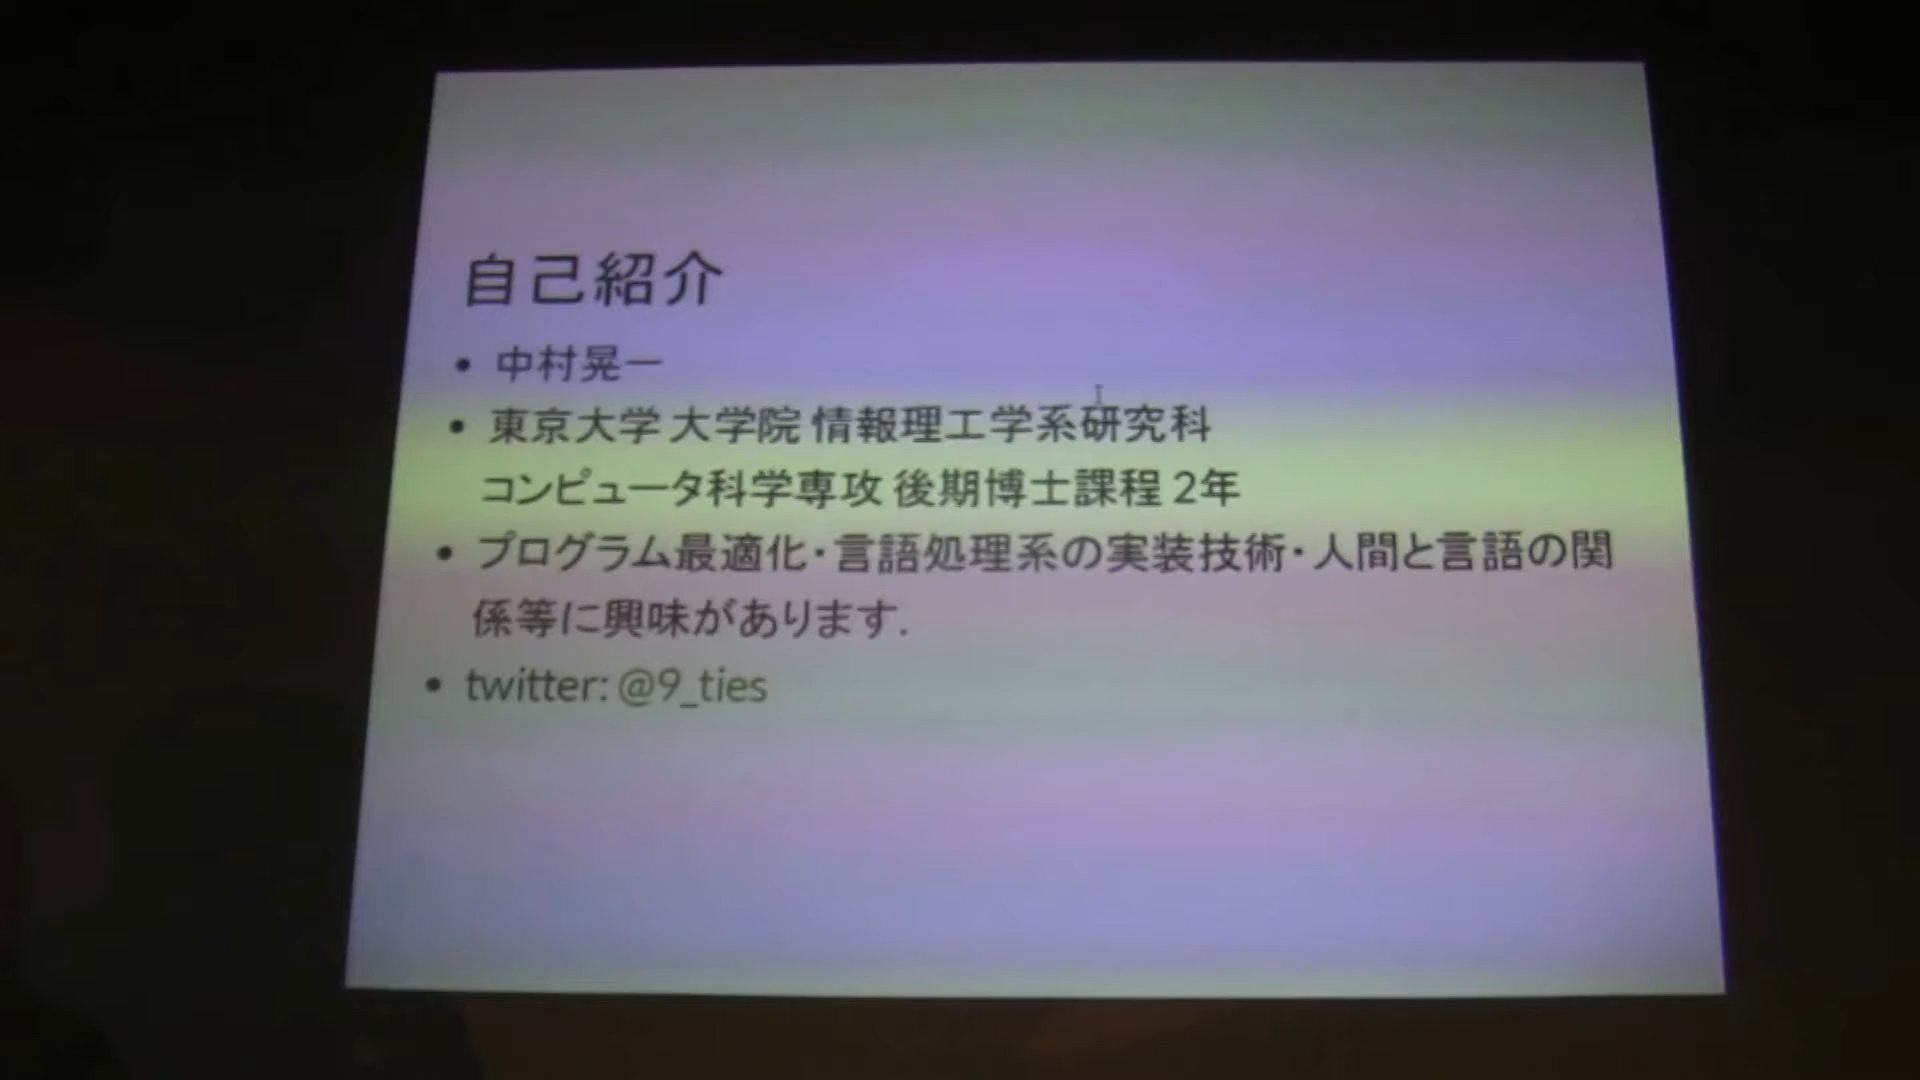 自己紹介
• 中村晃一
• 東京大学 大学院 情報理工学系研究科
コンピュータ科学専攻 後期博士課程 2年
• プログラム最適化・言語処理系の実装技術・人間と言語の関
係等に興味があります.
• twitter: @9_ties